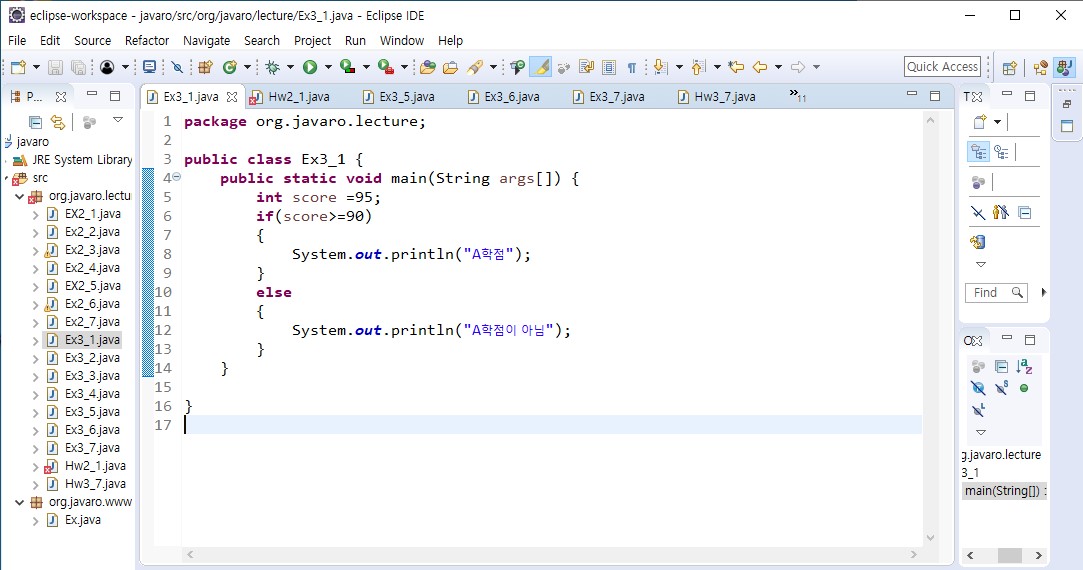 eclipse-workspace - javaro/src/org/javaro/lecture/Ex3_1.java - Eclipse IDE
File Edit Source Refactor Navigate Search Project Run Window Help
Quick Access
P...
Ex3_1.java Hw2_1.java Ex3_5.java Ex3_6.java Ex3_7.java Hw3_7.java »11
javaro
JRE System Library
src
org.javaro.lectu
EX2_1.java
Ex2_2.java
Ex2_3.java
Ex2_4.java
EX2_5.java
Ex2_6.java
Ex2_7.java
Ex3_1.java
Ex3_2.java
Ex3_3.java
Ex3_4.java
Ex3_5.java
Ex3_6.java
Ex3_7.java
Hw2_1.java
Hw3_7.java
org.javaro.www
Ex.java
1 package org.javaro.lecture;
2
3 public class Ex3_1 {
4 public static void main(String args[]) {
5 int score =95;
6 if(score>=90)
7 {
8 System.out.println("A학점");
9 }
10 else
11 {
12 System.out.println("A학점이 아님");
13 }
14 }
15
16 }
17
T
Find
O
g.javaro.lecture
3_1
main(String[]) :